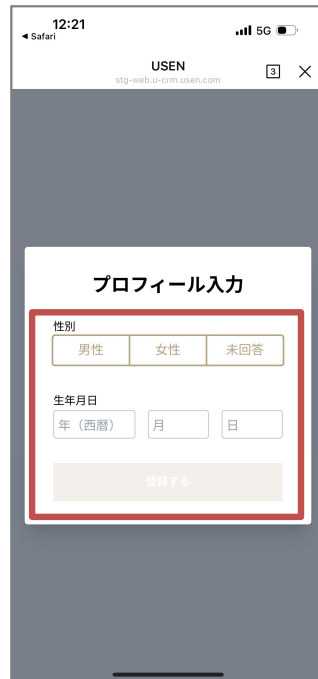 12:21
5G
◀ Safari
USEN
stg-web.u-crm.usen.com
3
プロフィール入力
性別
男性
女性
未回答
生年月日
年（西暦）
月
日
登録する